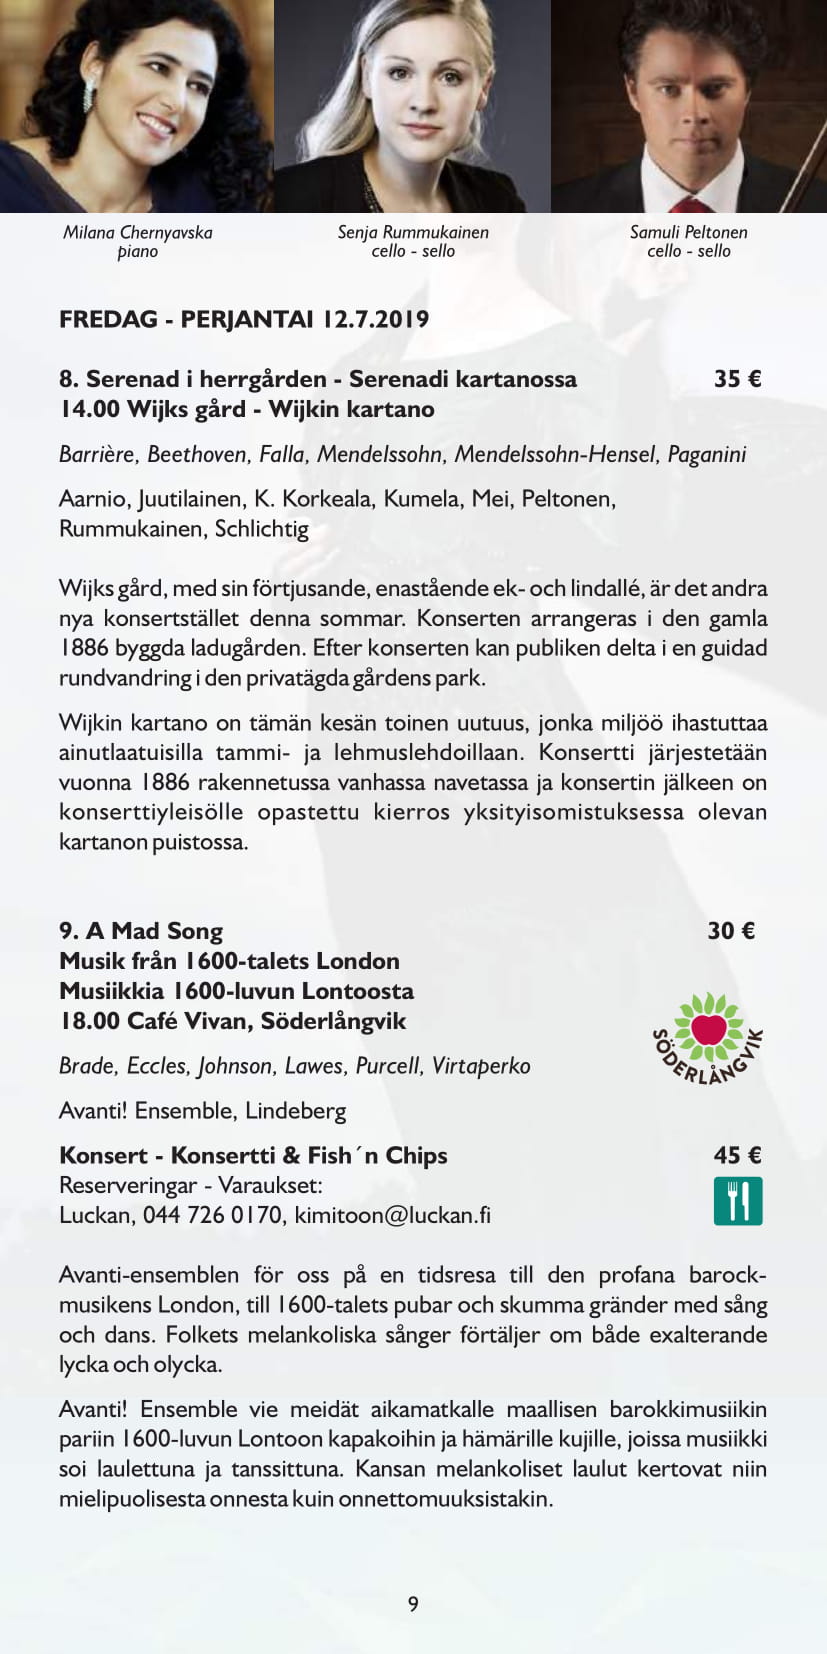 Milana Chernyavska
piano
Senja Rummukainen
cello - sello
Samuli Peltonen
cello - sello
FREDAG - PERJANTAI 12.7.2019
8. Serenad i herrgården - Serenadi kartanossa 35 €
14.00 Wijks gård - Wijkin kartano
Barrière, Beethoven, Falla, Mendelssohn, Mendelssohn-Hensel, Paganini
Aarnio, Juutilainen, K. Korkeala, Kumela, Mei, Peltonen,
Rummukainen, Schlichtig
Wijks gård, med sin förtjusande, enastående ek- och lindallé, är det andra
nya konsertstället denna sommar. Konserten arrangeras i den gamla
1886 byggda ladugården. Efter konserten kan publiken delta i en guidad
rundvandring i den privatägda gårdens park.
Wijkin kartano on tämän kesän toinen uutuus, jonka miljöö ihastuttaa
ainutlaatuisilla tammi- ja lehmuslehdoillaan. Konsertti järjestetään
vuonna 1886 rakennetussa vanhassa navetassa ja konsertin jälkeen on
konserttiyleisölle opastettu kierros yksityisomistuksessa olevan
kartanon puistossa.
9. A Mad Song 30 €
Musik från 1600-talets London
Musiikkia 1600-luvun Lontoosta
18.00 Café Vivan, Söderlångvik
SÖDERLÅNGVIK
Brade, Eccles, Johnson, Lawes, Purcell, Virtaperko
Avanti! Ensemble, Lindeberg
Konsert - Konsertti & Fish´n Chips 45 €
Reserveringar - Varaukset:
Luckan, 044 726 0170, kimitoon@luckan.fi
Avanti-ensemblen för oss på en tidsresa till den profana barock-
musikens London, till 1600-talets pubar och skumma gränder med sång
och dans. Folkets melankoliska sånger förtäljer om både exalterande
lycka och olycka.
Avanti! Ensemble vie meidät aikamatkalle maallisen barokkimusiikin
pariin 1600-luvun Lontoon kapakoihin ja hämärille kujille, joissa musiikki
soi laulettuna ja tanssittuna. Kansan melankoliset laulut kertovat niin
mielipuolisesta onnesta kuin onnettomuuksistakin.
9